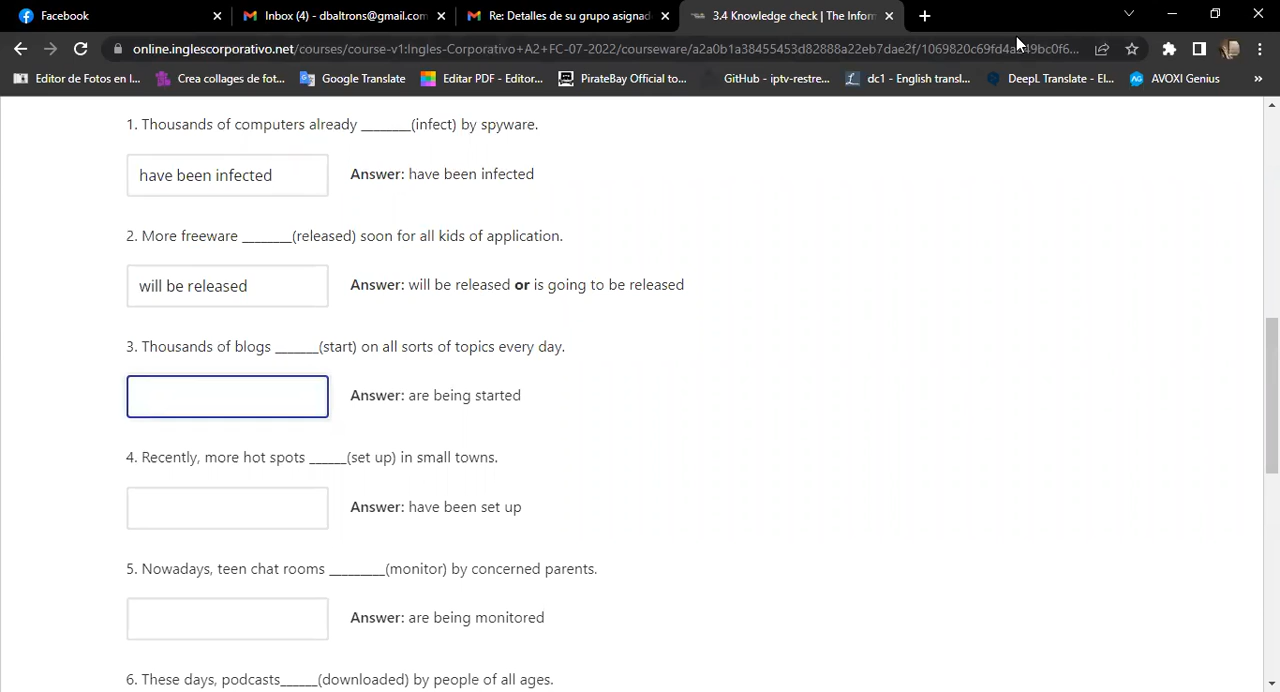 Facebook
Inbox (4) - dbaltrons@gmail.com
Re: Detalles de su grupo asignad
3.4 Knowledge check | The Inform
online.inglescorporativo.net/courses/course-v1:Ingles-Corporativo+A2+FC-07-2022/courseware/a2a0b1a38455453d82888a22eb7dae2f/1069820c69fd4a249bc0f6...
Editor de Fotos en l...
Crea collages de fot...
Google Translate
Editar PDF - Editor...
PirateBay Official to...
GitHub - iptv-restre...
dc1 - English transl...
DeepL Translate - El...
AVOXI Genius
»
1. Thousands of computers already ________(infect) by spyware.
have been infected
Answer: have been infected
2. More freeware ________(released) soon for all kids of application.
will be released
Answer: will be released or is going to be released
3. Thousands of blogs _______(start) on all sorts of topics every day.
Answer: are being started
4. Recently, more hot spots ______(set up) in small towns.
Answer: have been set up
5. Nowadays, teen chat rooms _________(monitor) by concerned parents.
Answer: are being monitored
6. These days, podcasts______(downloaded) by people of all ages.